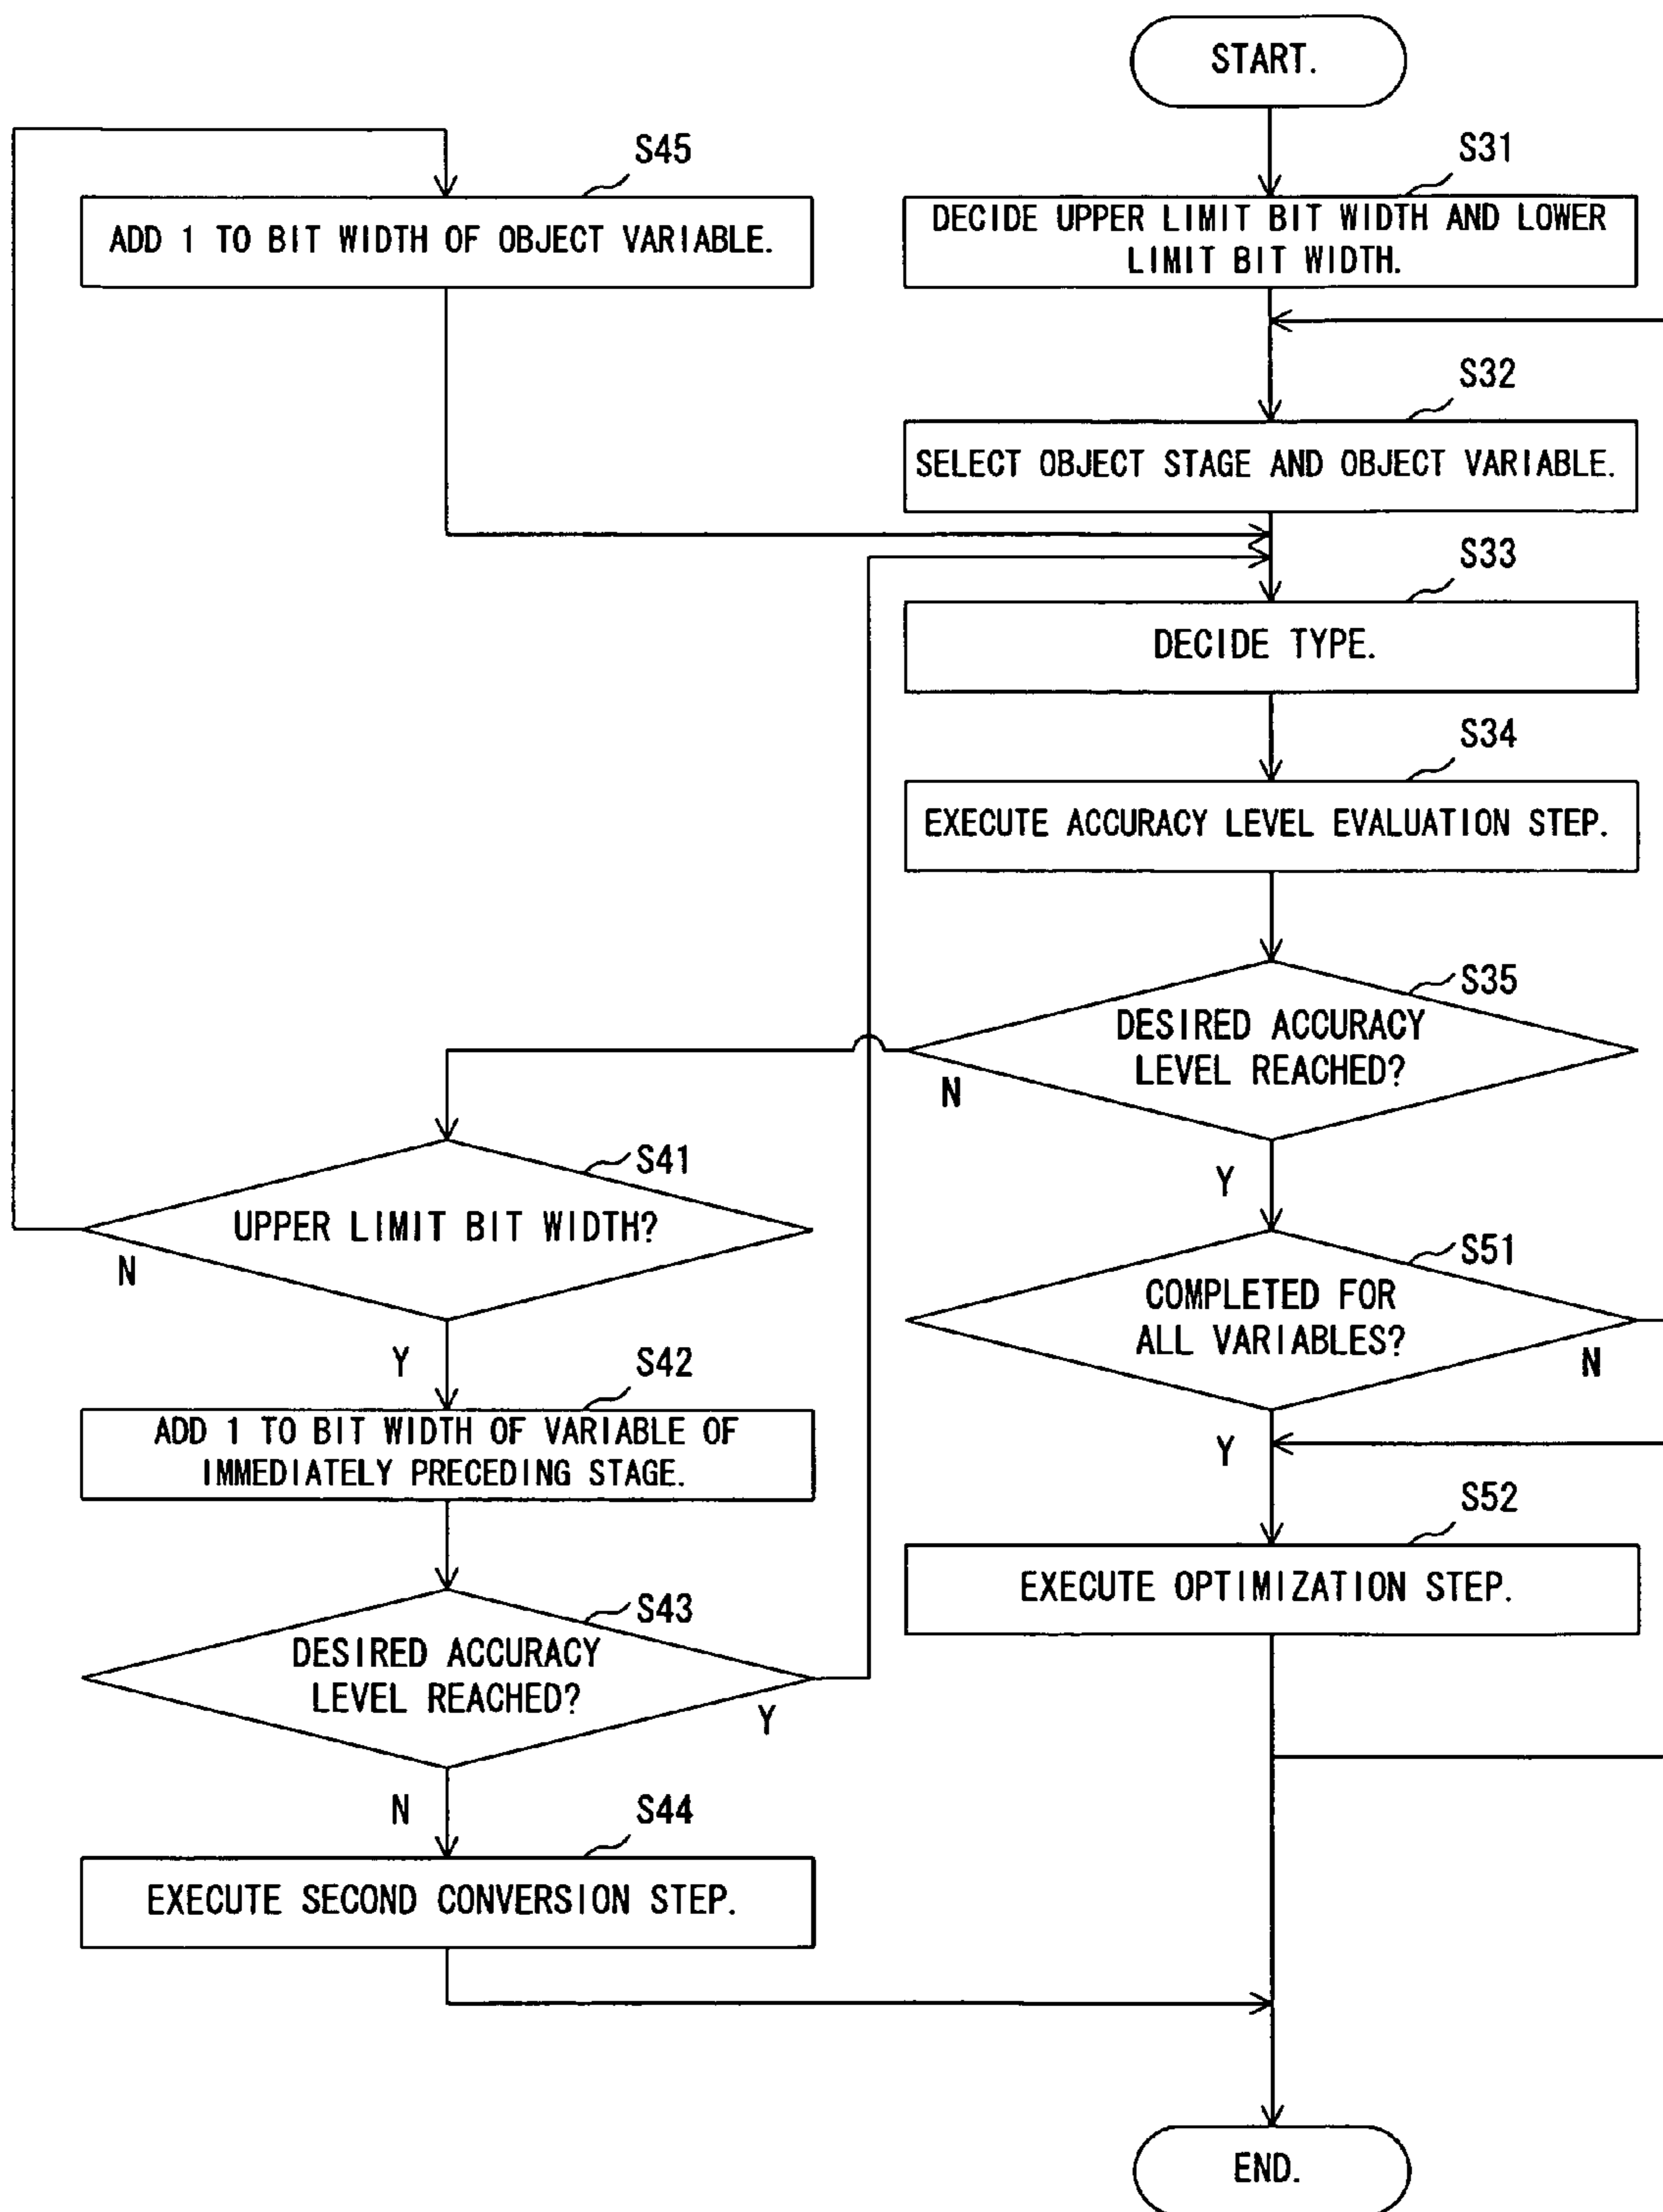 START.
S45
ADD 1 TO BIT WIDTH OF OBJECT VARIABLE.
S31
DECIDE UPPER LIMIT BIT WIDTH AND LOWER
LIMIT BIT WIDTH.
S32
SELECT OBJECT STAGE AND OBJECT VARIABLE.
S33
DECIDE TYPE.
S34
EXECUTE ACCURACY LEVEL EVALUATION STEP.
S35
DESIRED ACCURACY
LEVEL REACHED?
N
Y
S41
UPPER LIMIT BIT WIDTH?
N
Y
S51
COMPLETED FOR
ALL VARIABLES?
N
Y
S42
ADD 1 TO BIT WIDTH OF VARIABLE OF
IMMEDIATELY PRECEDING STAGE.
S52
EXECUTE OPTIMIZATION STEP.
S43
DESIRED ACCURACY
LEVEL REACHED?
Y
N
S44
EXECUTE SECOND CONVERSION STEP.
END.